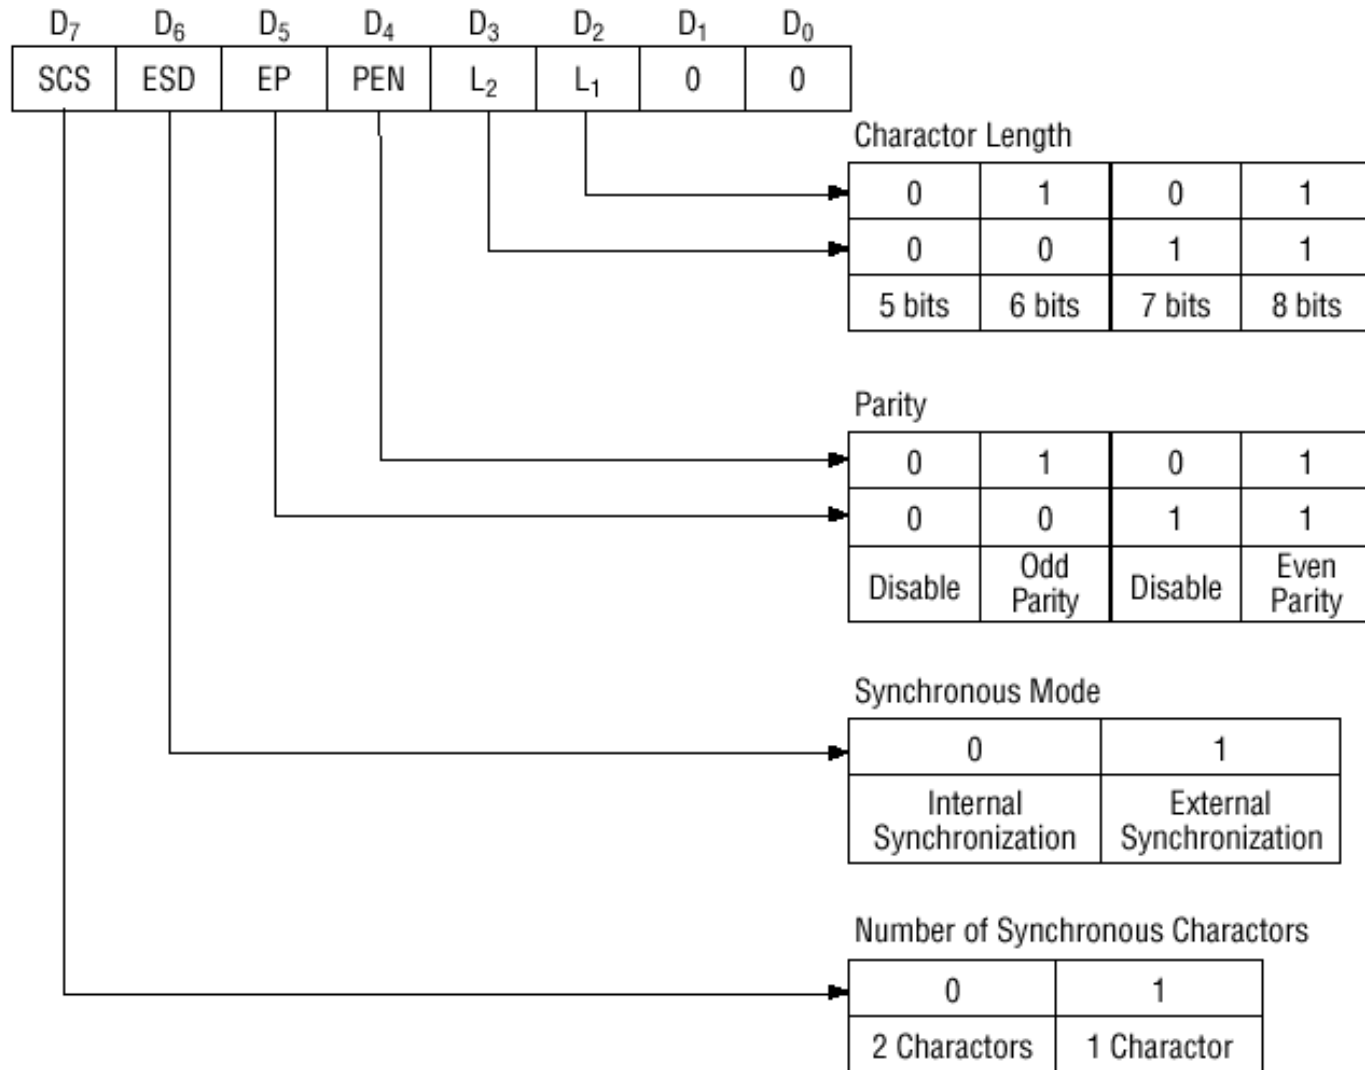 D₇ D₆ D₅ D₄ D₃ D₂ D₁ D₀
SCS ESD EP PEN L₂ L₁ 0 0
Charactor Length
0 1 0 1
0 0 1 1
5 bits 6 bits 7 bits 8 bits
Parity
0 1 0 1
0 0 1 1
Disable Odd Parity Disable Even Parity
Synchronous Mode
0 1
Internal Synchronization External Synchronization
Number of Synchronous Charactors
0 1
2 Charactors 1 Charactor